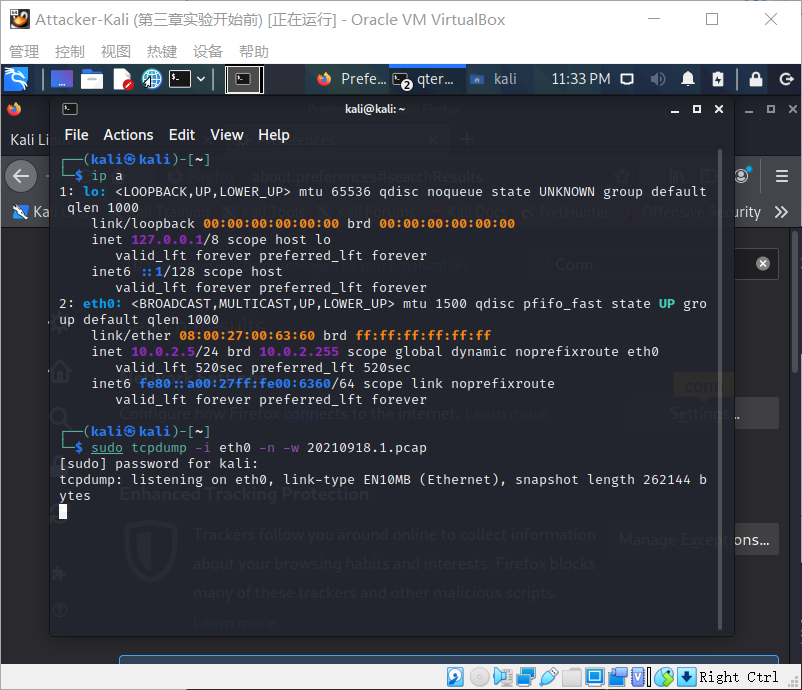 Attacker-Kali (第三章实验开始前) [正在运行] - Oracle VM VirtualBox
管理 控制 视图 热键 设备 帮助
Prefe... 2 qter... kali 11:33 PM
kali@kali: ~
Kali Lin
File Actions Edit View Help
about:preferences#searchResults
Ka
NetHunter Offensive Security
┌──(kali㉿kali)-[~]
└─$ ip a
1: lo: <LOOPBACK,UP,LOWER_UP> mtu 65536 qdisc noqueue state UNKNOWN group default
 qlen 1000
    link/loopback 00:00:00:00:00:00 brd 00:00:00:00:00:00
    inet 127.0.0.1/8 scope host lo
       valid_lft forever preferred_lft forever
    inet6 ::1/128 scope host
       valid_lft forever preferred_lft forever
2: eth0: <BROADCAST,MULTICAST,UP,LOWER_UP> mtu 1500 qdisc pfifo_fast state UP gro
up default qlen 1000
    link/ether 08:00:27:00:63:60 brd ff:ff:ff:ff:ff:ff
    inet 10.0.2.5/24 brd 10.0.2.255 scope global dynamic noprefixroute eth0
       valid_lft 520sec preferred_lft 520sec
    inet6 fe80::a00:27ff:fe00:6360/64 scope link noprefixroute
       valid_lft forever preferred_lft forever
Conn
conn
Configure how Firefox connects to the internet. Learn more
Settings...
┌──(kali㉿kali)-[~]
└─$ sudo tcpdump -i eth0 -n -w 20210918.1.pcap
[sudo] password for kali:
tcpdump: listening on eth0, link-type EN10MB (Ethernet), snapshot length 262144 b
ytes
Enhanced Tracking Protection
Trackers follow you around online to collect information
about your browsing habits and interests. Firefox blocks
many of these trackers and other malicious scripts.
Learn more
Manage Exceptions...
Right Ctrl